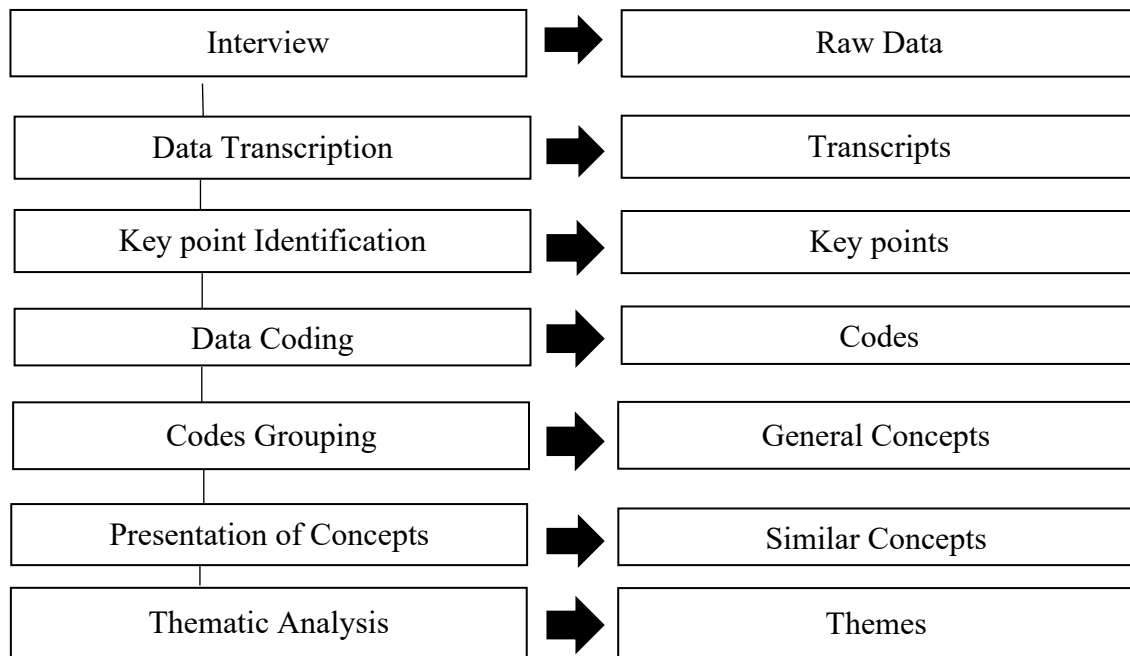 Interview
Raw Data
Data Transcription
Transcripts
Key point Identification
Key points
Data Coding
Codes
Codes Grouping
General Concepts
Presentation of Concepts
Similar Concepts
Thematic Analysis
Themes